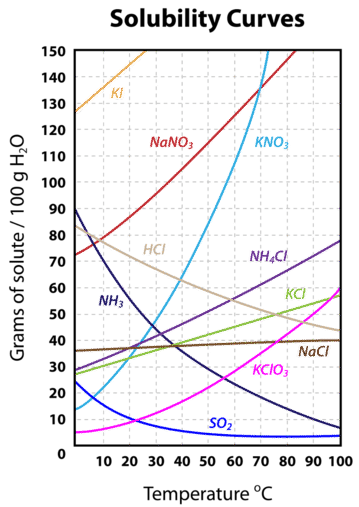 Solubility Curves
Grams of solute / 100 g H₂O
150
140
130
120
110
100
90
80
70
60
50
40
30
20
10
0
KI
NaNO₃
KNO₃
HCl
NH₄Cl
NH₃
KCl
NaCl
KClO₃
SO₂
10 20 30 40 50 60 70 80 90 100
Temperature ⁰C